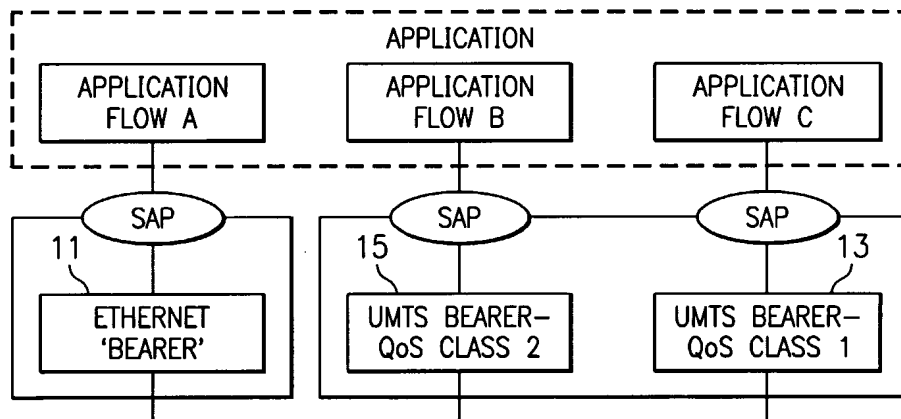 APPLICATION
APPLICATION
FLOW A
APPLICATION
FLOW B
APPLICATION
FLOW C
SAP
SAP
SAP
11
15
13
ETHERNET
'BEARER'
UMTS BEARER–
QoS CLASS 2
UMTS BEARER–
QoS CLASS 1